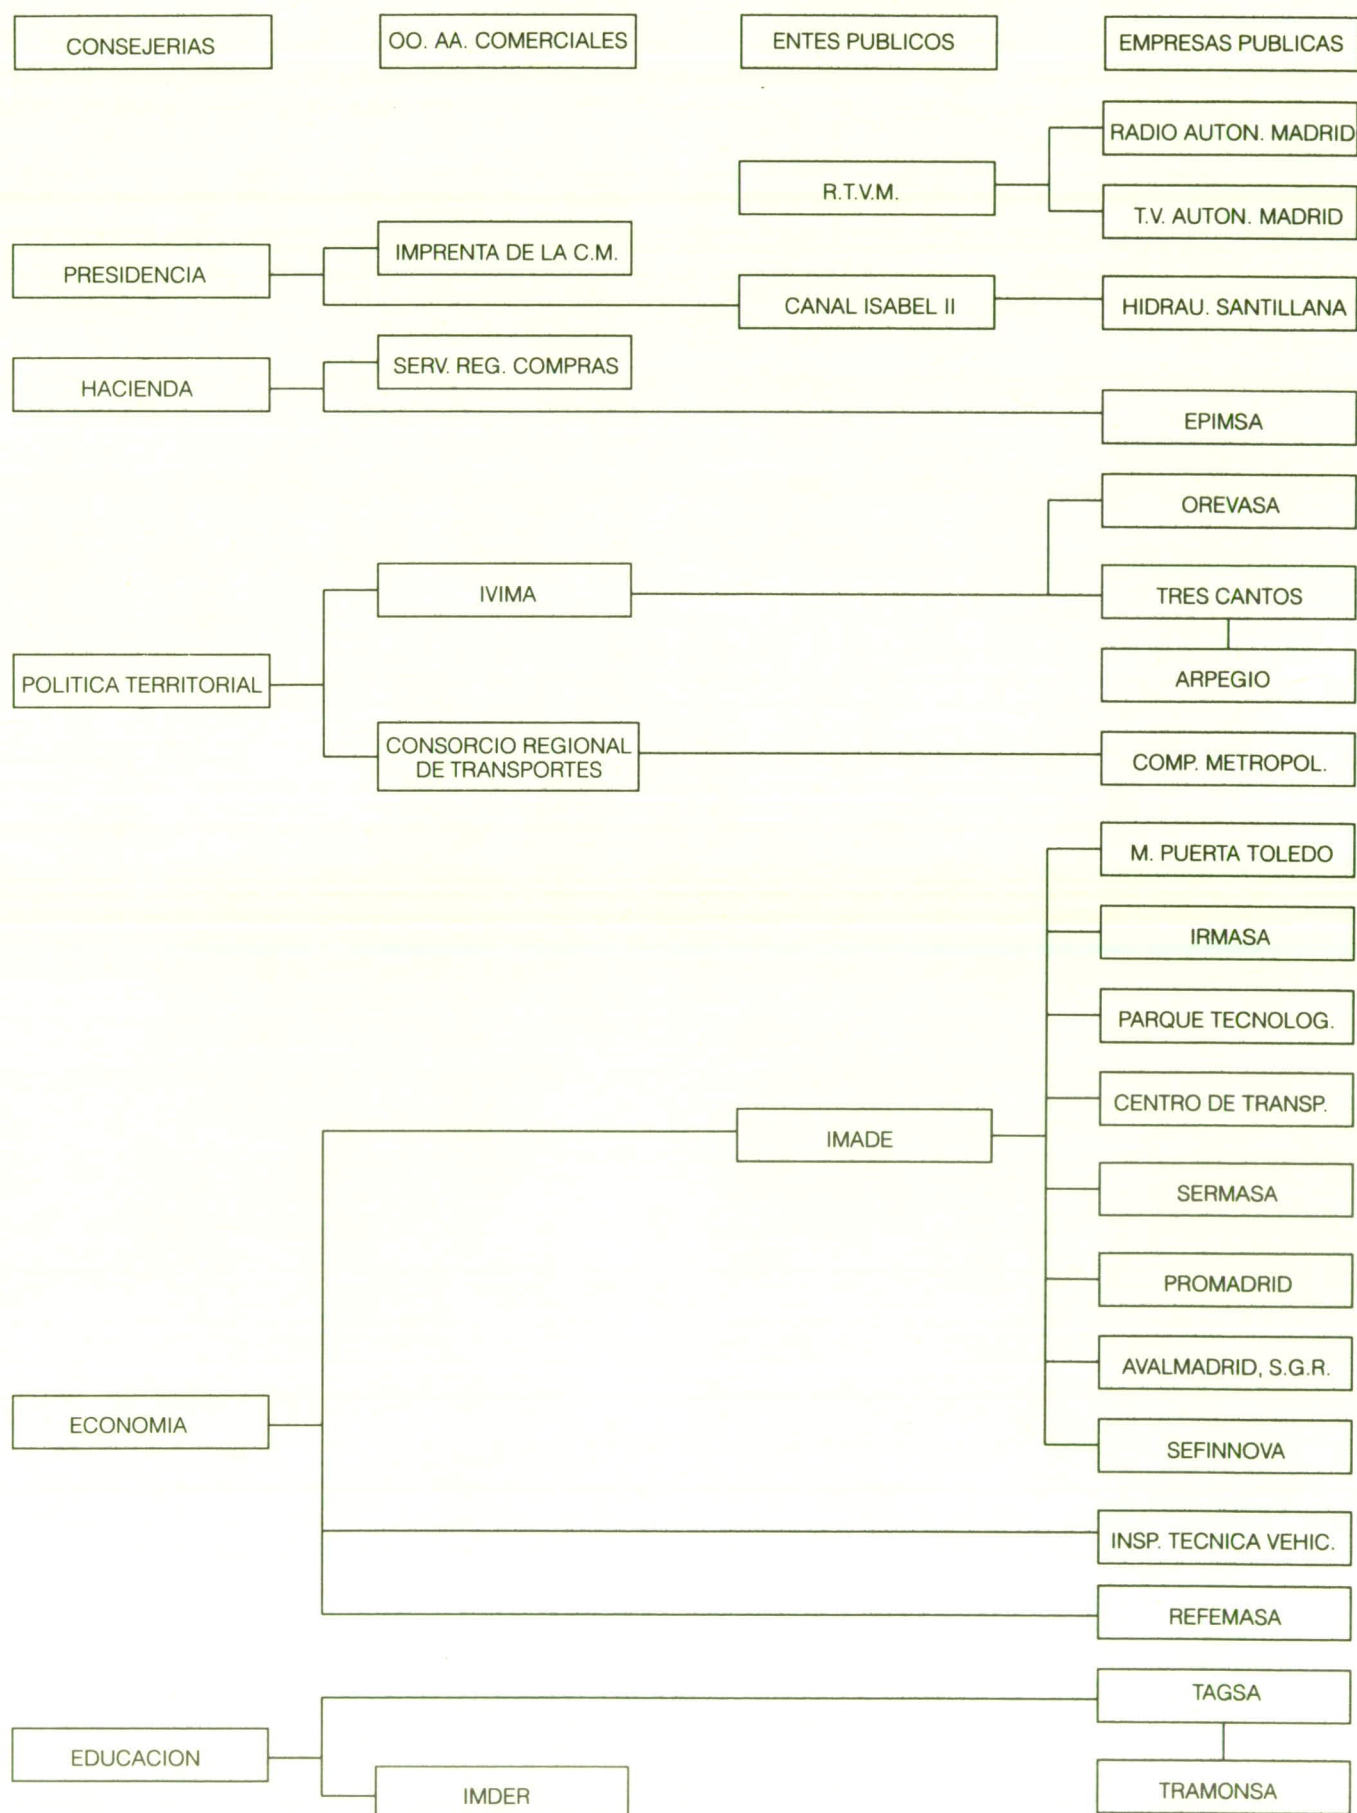 CONSEJERIAS
OO. AA. COMERCIALES
ENTES PUBLICOS
EMPRESAS PUBLICAS
RADIO AUTON. MADRID
R.T.V.M.
T.V. AUTON. MADRID
IMPRENTA DE LA C.M.
PRESIDENCIA
CANAL ISABEL II
HIDRAU. SANTILLANA
SERV. REG. COMPRAS
HACIENDA
EPIMSA
OREVASA
IVIMA
TRES CANTOS
POLITICA TERRITORIAL
ARPEGIO
CONSORCIO REGIONAL
DE TRANSPORTES
COMP. METROPOL.
M. PUERTA TOLEDO
IRMASA
PARQUE TECNOLOG.
CENTRO DE TRANSP.
IMADE
SERMASA
PROMADRID
AVALMADRID, S.G.R.
ECONOMIA
SEFINNOVA
INSP. TECNICA VEHIC.
REFEMASA
TAGSA
EDUCACION
IMDER
TRAMONSA